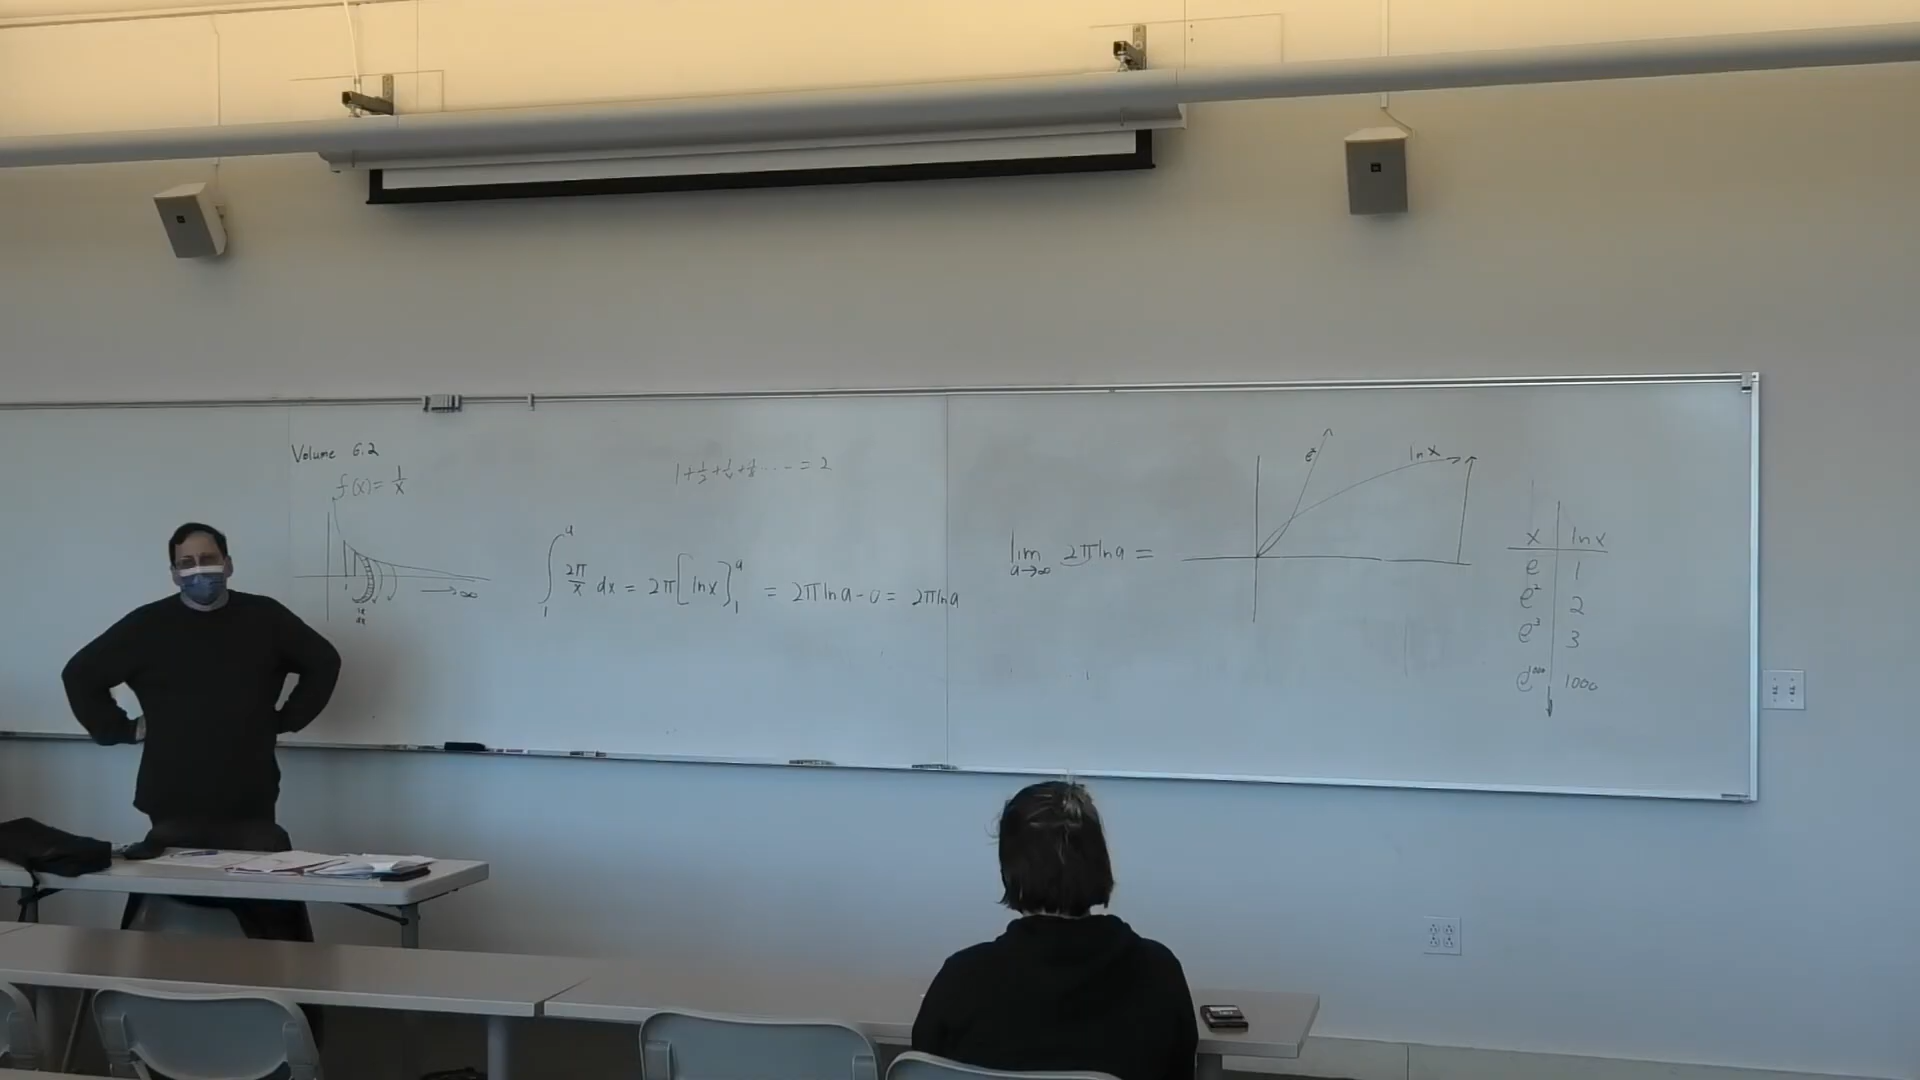 Volume 6.2
f(x) = 1/x
1
→ ∞
1 + 1/2 + 1/4 + 1/8 ... = 2
∫₁ᵃ 2π/x dx = 2π[ln x]₁ᵃ = 2π ln a - 0 = 2π ln a
lim a→∞ 2π ln a =
eˣ
ln x
x | ln x
e | 1
e² | 2
e³ | 3
e¹⁰⁰⁰ | 1000